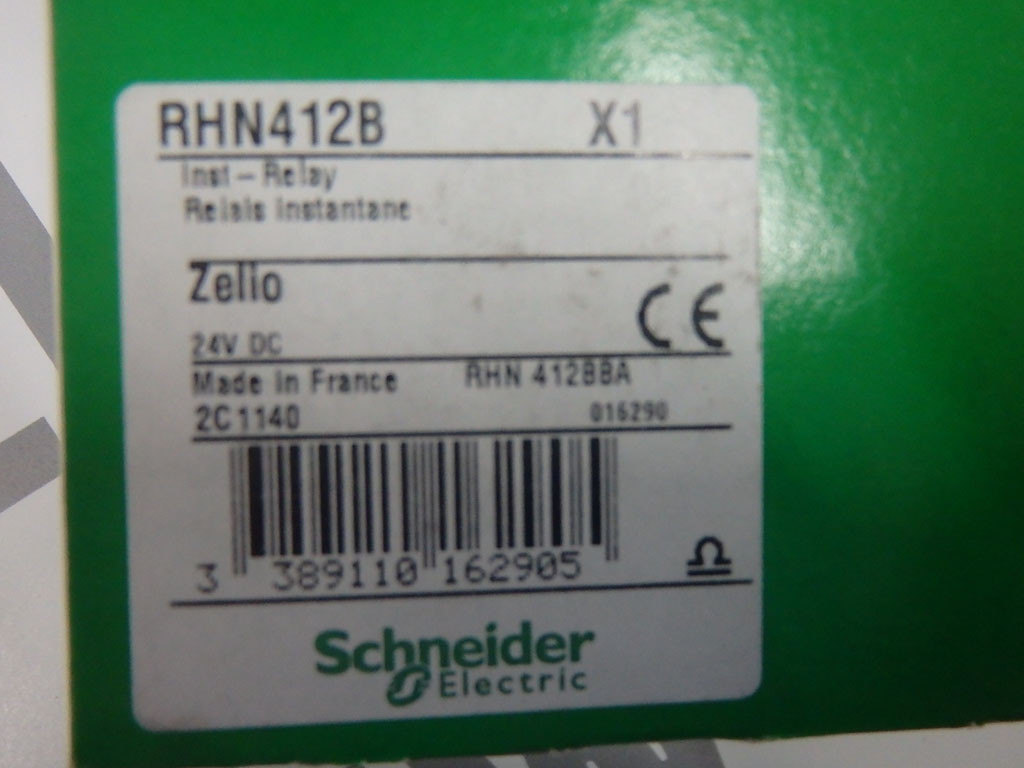 RHN412B X1
Inst - Relay
Relais Instantane
Zelio
CE
24V DC
Made in France RHN 412BBA
2C1140 016290
3 389110 162905
Schneider
Electric